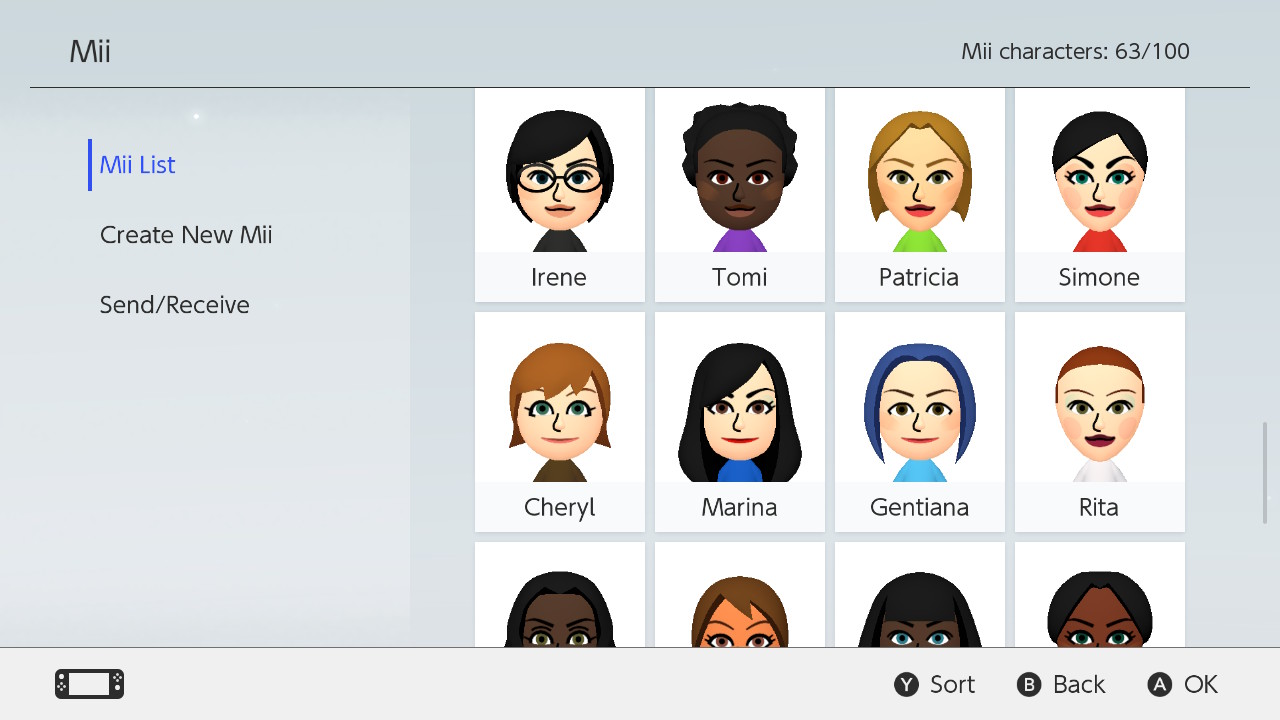 Mii
Mii characters: 63/100
Mii List
Create New Mii
Send/Receive
Irene
Tomi
Patricia
Simone
Cheryl
Marina
Gentiana
Rita
Y Sort
B Back
A OK